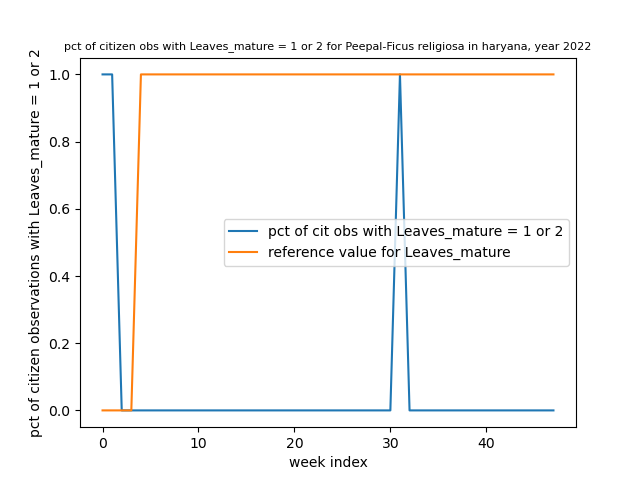 pct of citizen obs with Leaves_mature = 1 or 2 for Peepal-Ficus religiosa in haryana, year 2022
pct of citizen observations with Leaves_mature = 1 or 2
1.0
0.8
0.6
0.4
0.2
0.0
pct of cit obs with Leaves_mature = 1 or 2
reference value for Leaves_mature
0
10
20
30
40
week index